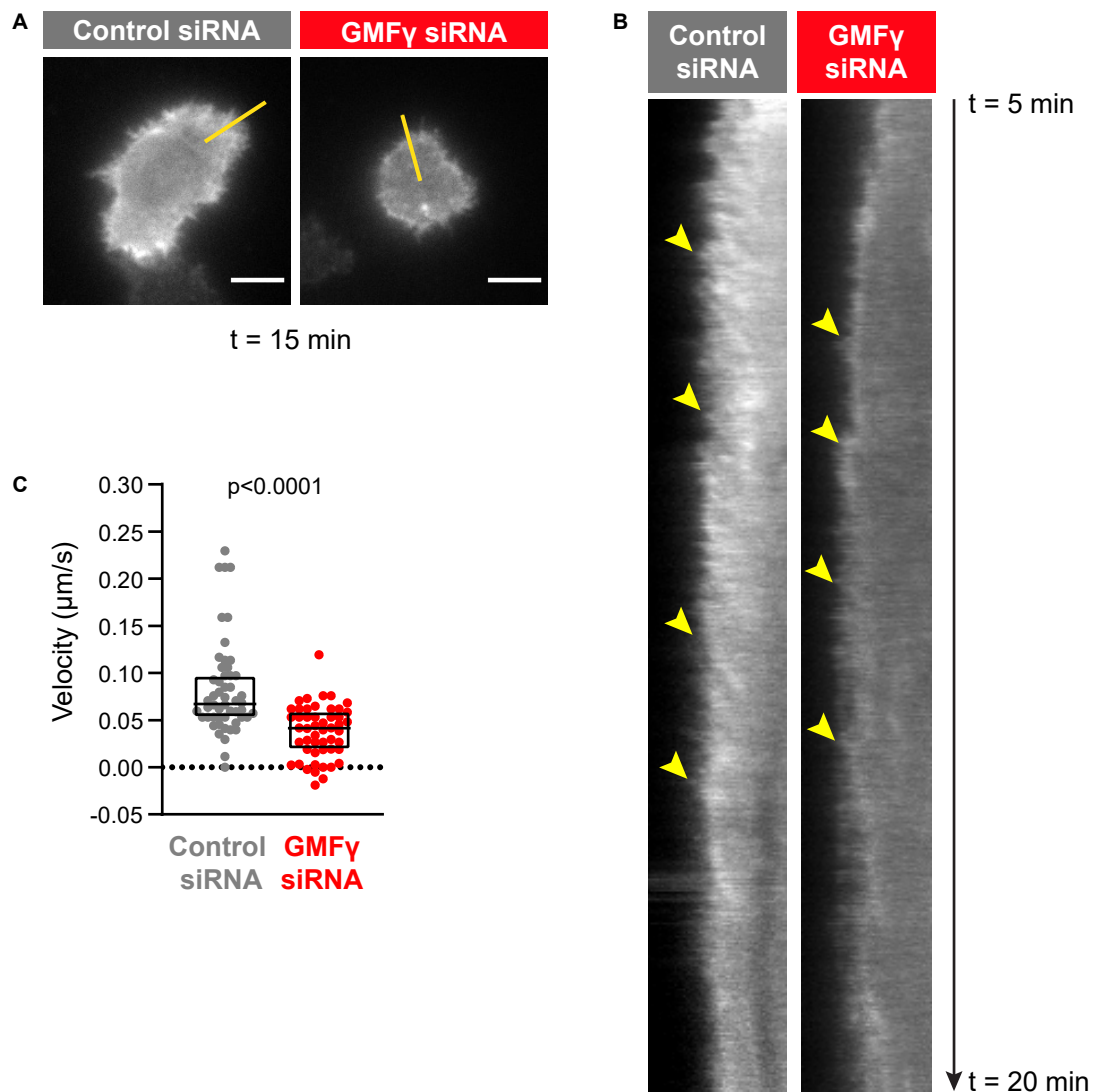 A
Control siRNA
GMFγ siRNA
t = 15 min
B
Control
siRNA
GMFγ
siRNA
t = 5 min
t = 20 min
C
p<0.0001
Velocity (μm/s)
0.30
0.25
0.20
0.15
0.10
0.05
0.00
-0.05
Control
siRNA
GMFγ
siRNA